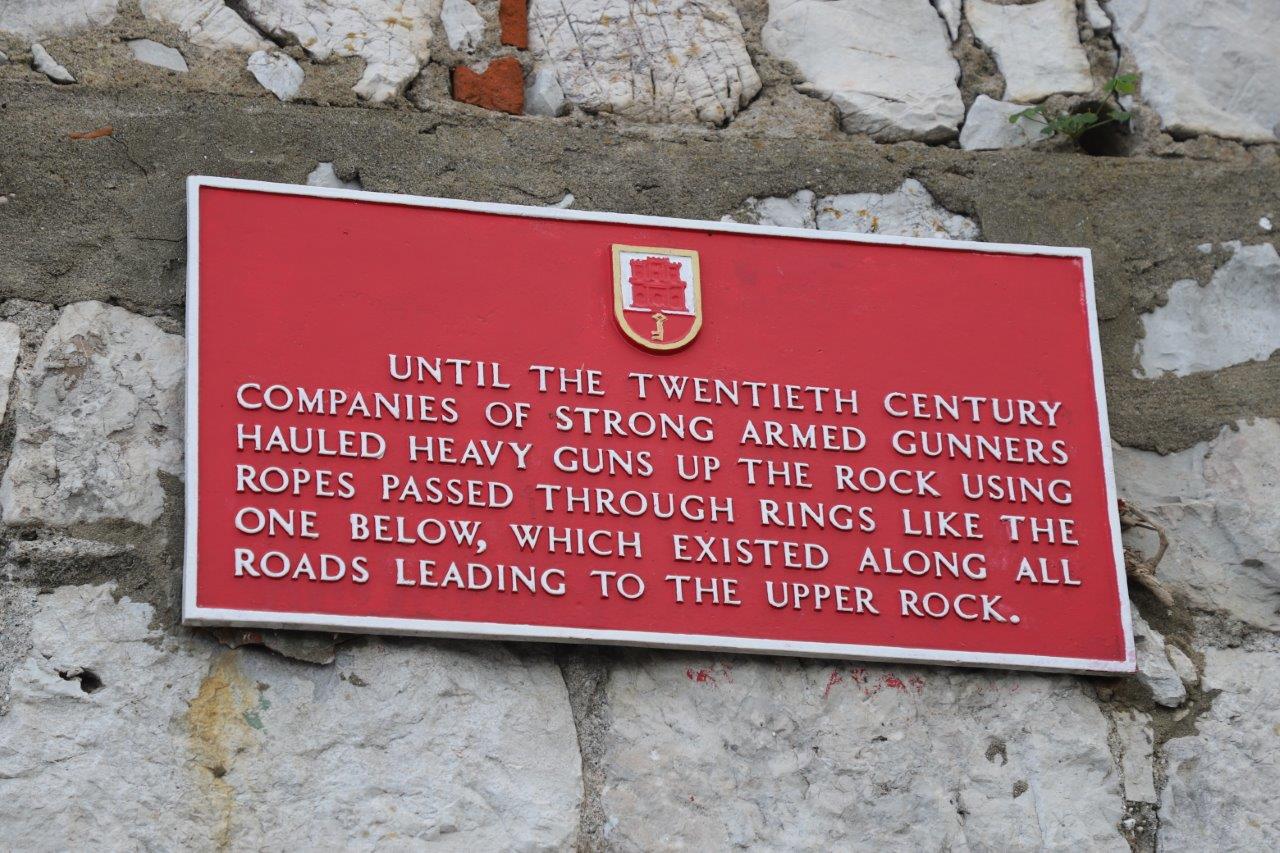 UNTIL THE TWENTIETH CENTURY
COMPANIES OF STRONG ARMED GUNNERS
HAULED HEAVY GUNS UP THE ROCK USING
ROPES PASSED THROUGH RINGS LIKE THE
ONE BELOW, WHICH EXISTED ALONG ALL
ROADS LEADING TO THE UPPER ROCK.